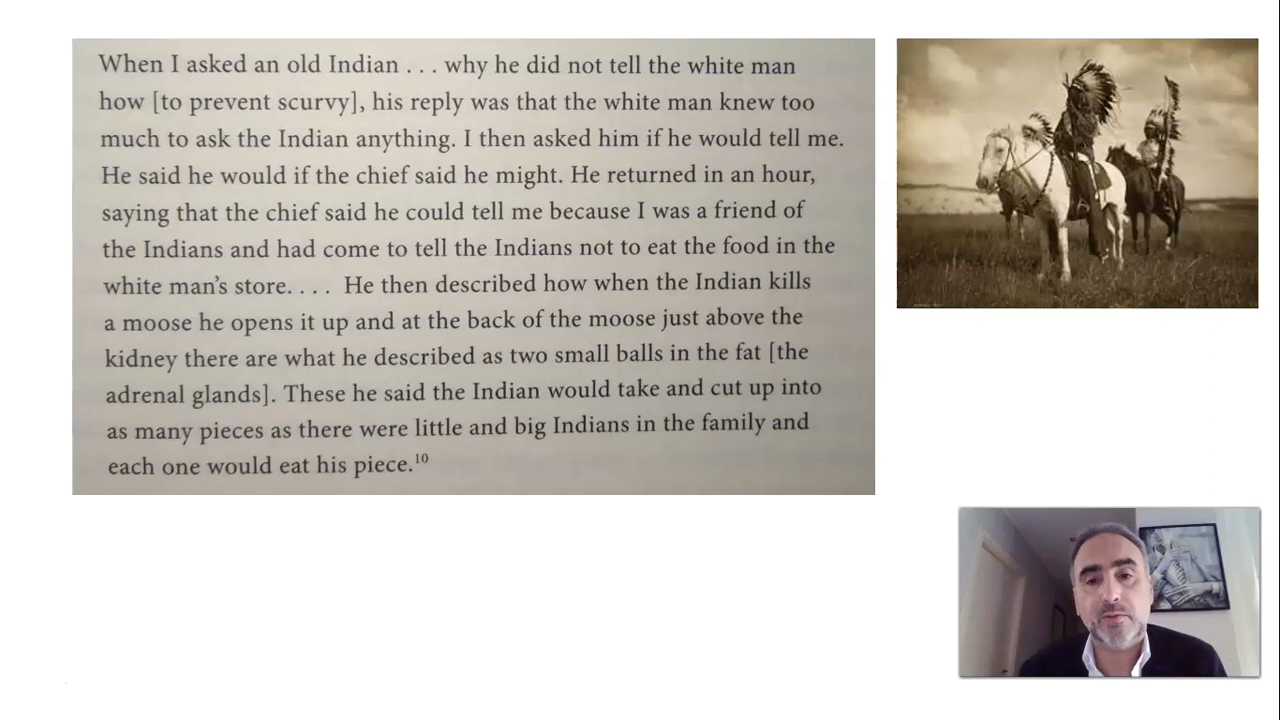 When I asked an old Indian . . . why he did not tell the white man
how [to prevent scurvy], his reply was that the white man knew too
much to ask the Indian anything. I then asked him if he would tell me.
He said he would if the chief said he might. He returned in an hour,
saying that the chief said he could tell me because I was a friend of
the Indians and had come to tell the Indians not to eat the food in the
white man’s store. . . . He then described how when the Indian kills
a moose he opens it up and at the back of the moose just above the
kidney there are what he described as two small balls in the fat [the
adrenal glands]. These he said the Indian would take and cut up into
as many pieces as there were little and big Indians in the family and
each one would eat his piece.¹⁰